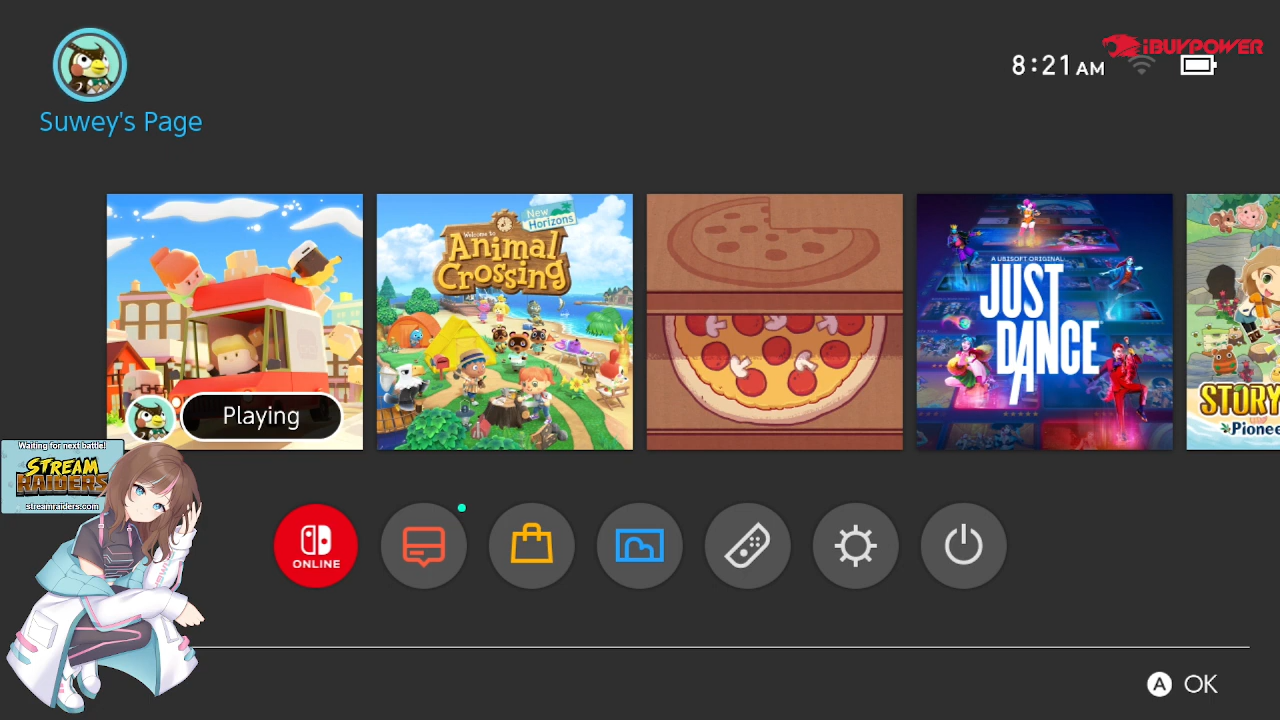 iBUYPOWER
8:21 AM
Suwey's Page
Welcome to
Animal
Crossing
New
Horizons
A UBISOFT ORIGINAL
JUST
DANCE
Playing
STORY
Pionee
Waiting for next battle!
STREAM
RAIDERS
streamraiders.com
ONLINE
A OK